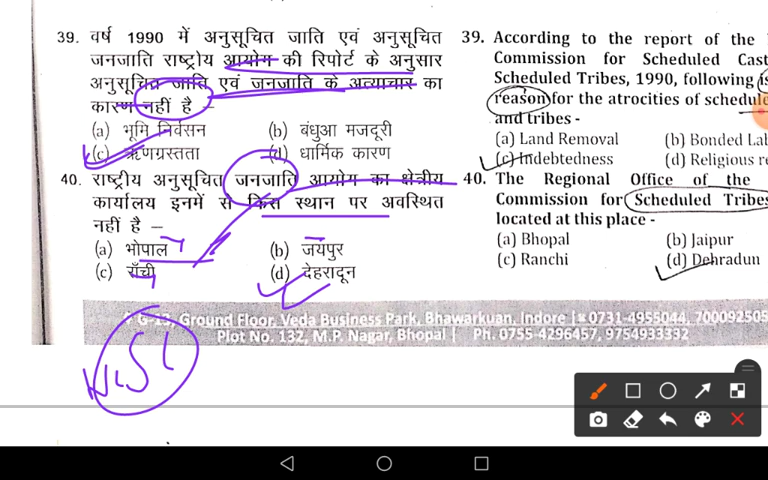 39. वर्ष 1990 में अनुसूचित जाति एवं अनुसूचित
जनजाति राष्ट्रीय आयोग की रिपोर्ट के अनुसार
अनुसूचित जाति एवं जनजाति के अत्याचार का
कारण नहीं है -
(a) भूमि निर्वसन (b) बंधुआ मजदूरी
(c) ऋणग्रस्तता (d) धार्मिक कारण
40. राष्ट्रीय अनुसूचित जनजाति आयोग का क्षेत्रीय
कार्यालय इनमें से किस स्थान पर अवस्थित
नहीं है –
(a) भोपाल (b) जयपुर
(c) राँची (d) देहरादून
39. According to the report of the
Commission for Scheduled Cast
Scheduled Tribes, 1990, following is
reason for the atrocities of schedule
and tribes -
(a) Land Removal (b) Bonded Lab
(c) Indebtedness (d) Religious re
40. The Regional Office of the
Commission for Scheduled Tribes
located at this place -
(a) Bhopal (b) Jaipur
(c) Ranchi (d) Dehradun
Ground Floor, Veda Business Park, Bhawarkuan, Indore | 0731-4955044, 700092505
Plot No. 132, M.P. Nagar, Bhopal | Ph. 0755-4296457, 9754933332